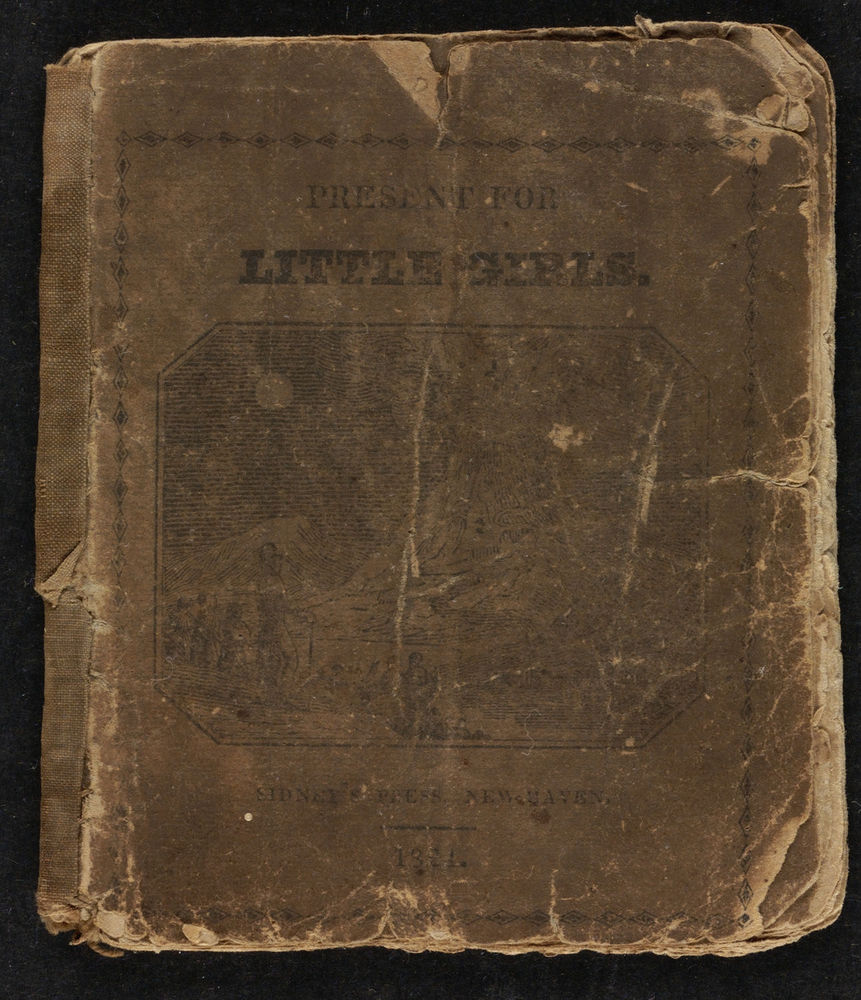 PRESENT FOR
LITTLE GIRLS.
SIDNEY'S PRESS. NEW-HAVEN.